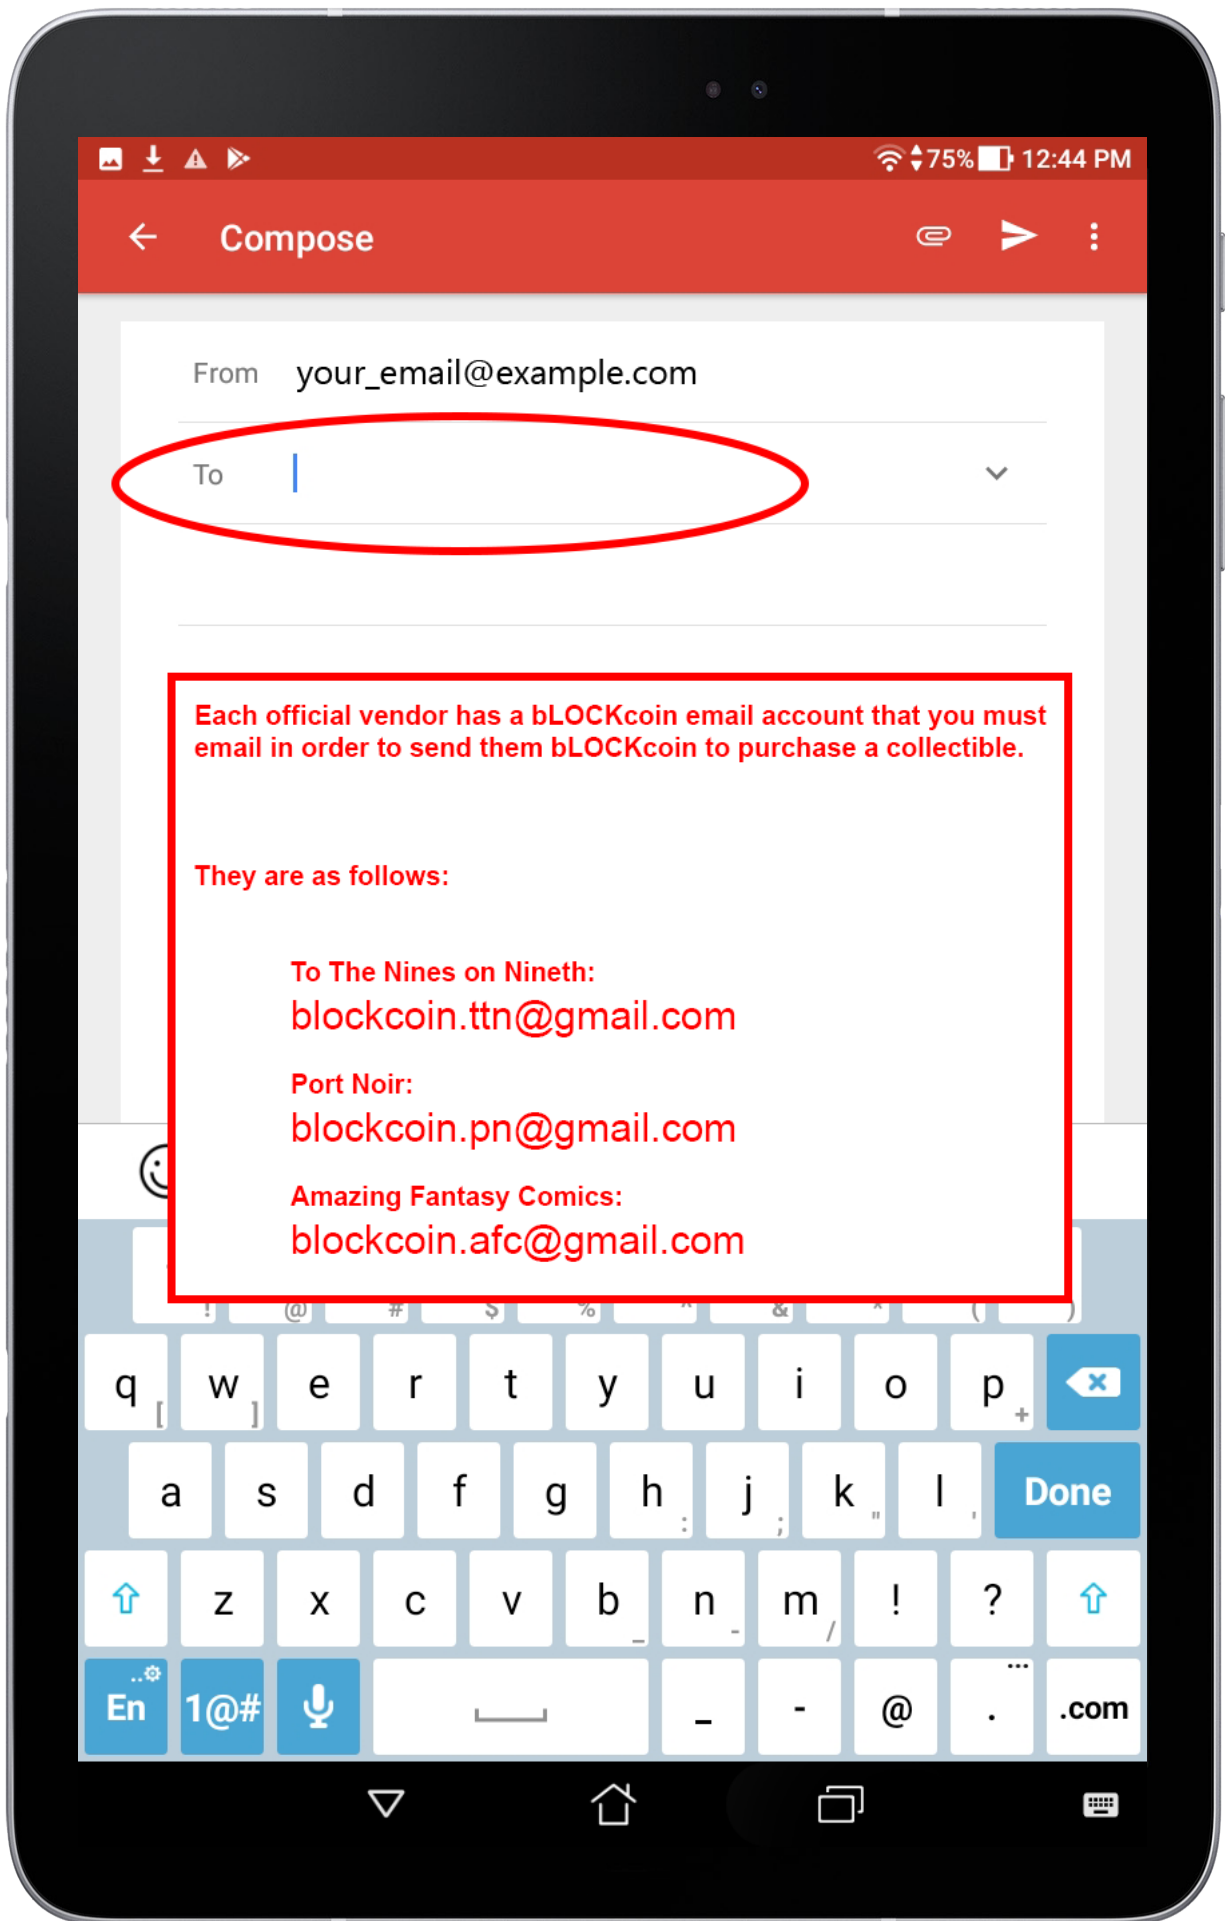 75% 12:44 PM
Compose
From your_email@example.com
To
Each official vendor has a bLOCKcoin email account that you must
email in order to send them bLOCKcoin to purchase a collectible.
They are as follows:
To The Nines on Nineth:
blockcoin.ttn@gmail.com
Port Noir:
blockcoin.pn@gmail.com
Amazing Fantasy Comics:
blockcoin.afc@gmail.com
! @ # $ % ^ & * ( )
q [ w ] e r t y u i o p +
a s d f g h : j ; k " l ' Done
z x c v b _ n - m / ! ?
En 1@# _ - @ . ... .com